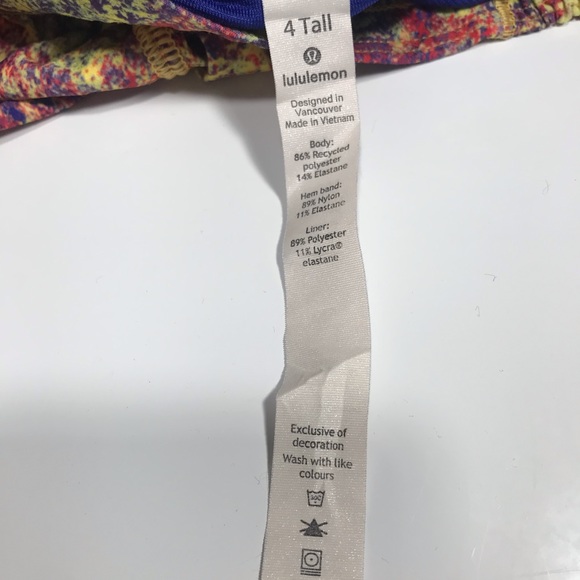 4 Tall
lululemon
Designed in
Vancouver
Made in Vietnam
Body:
86% Recycled
polyester
14% Elastane
Hem band:
89% Nylon
11% Elastane
Liner:
89% Polyester
11% Lycra®
elastane
Exclusive of
decoration
Wash with like
colours